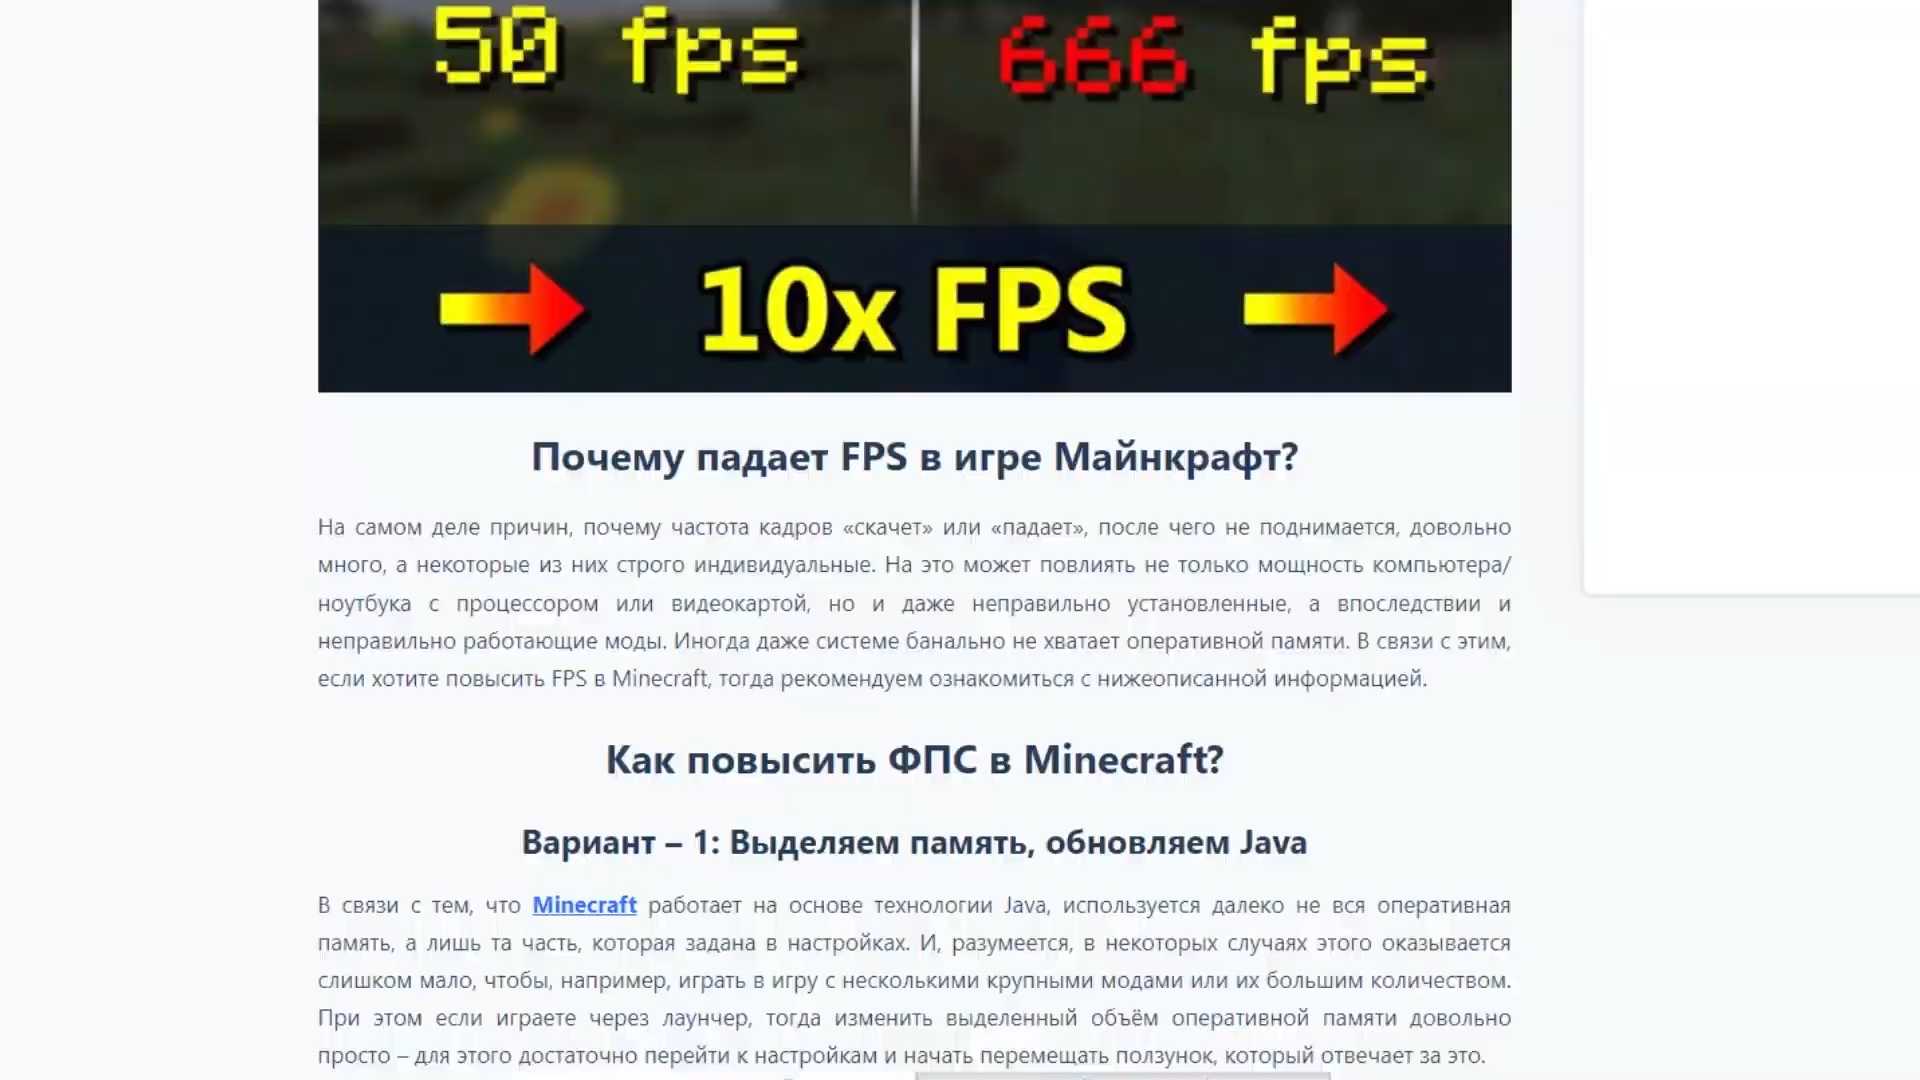 50 fps
666 fps
10x FPS
Почему падает FPS в игре Майнкрафт?
На самом деле причин, почему частота кадров «скачет» или «падает», после чего не поднимается, довольно
много, а некоторые из них строго индивидуальные. На это может повлиять не только мощность компьютера/
ноутбука с процессором или видеокартой, но и даже неправильно установленные, а впоследствии и
неправильно работающие моды. Иногда даже системе банально не хватает оперативной памяти. В связи с этим,
если хотите повысить FPS в Minecraft, тогда рекомендуем ознакомиться с нижеописанной информацией.
Как повысить ФПС в Minecraft?
Вариант – 1: Выделяем память, обновляем Java
В связи с тем, что Minecraft работает на основе технологии Java, используется далеко не вся оперативная
память, а лишь та часть, которая задана в настройках. И, разумеется, в некоторых случаях этого оказывается
слишком мало, чтобы, например, играть в игру с несколькими крупными модами или их большим количеством.
При этом если играете через лаунчер, тогда изменить выделенный объём оперативной памяти довольно
просто – для этого достаточно перейти к настройкам и начать перемещать ползунок, который отвечает за это.